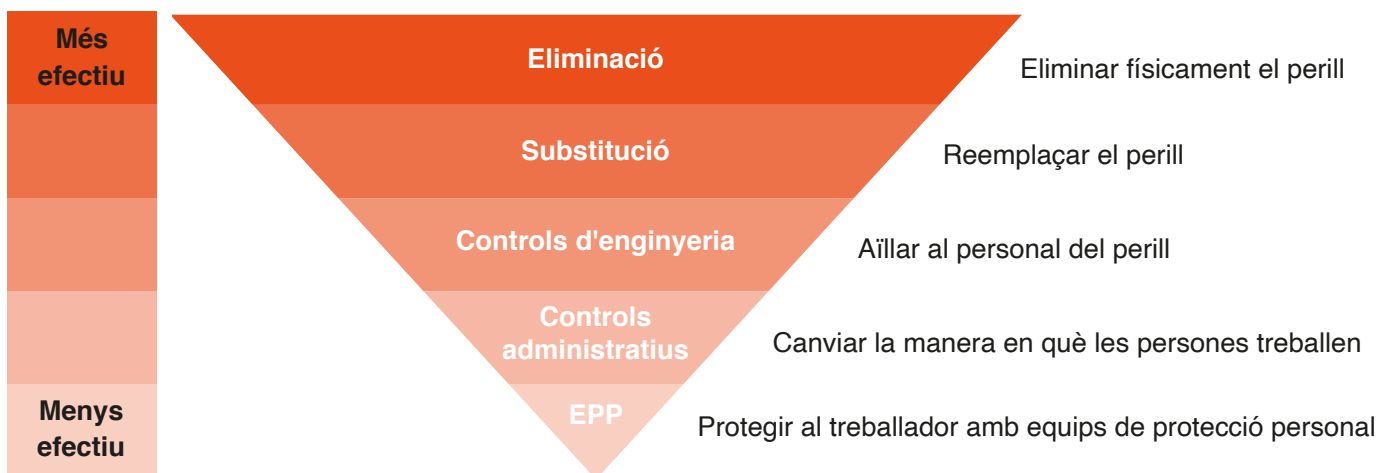 Més
efectiu
Eliminació
Eliminar físicament el perill
Substitució
Reemplaçar el perill
Controls d'enginyeria
Aïllar al personal del perill
Controls
administratius
Canviar la manera en què les persones treballen
Menys
efectiu
EPP
Protegir al treballador amb equips de protecció personal